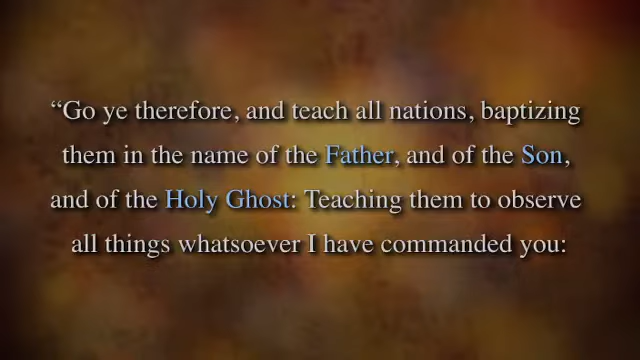 “Go ye therefore, and teach all nations, baptizing
them in the name of the Father, and of the Son,
and of the Holy Ghost: Teaching them to observe
all things whatsoever I have commanded you: